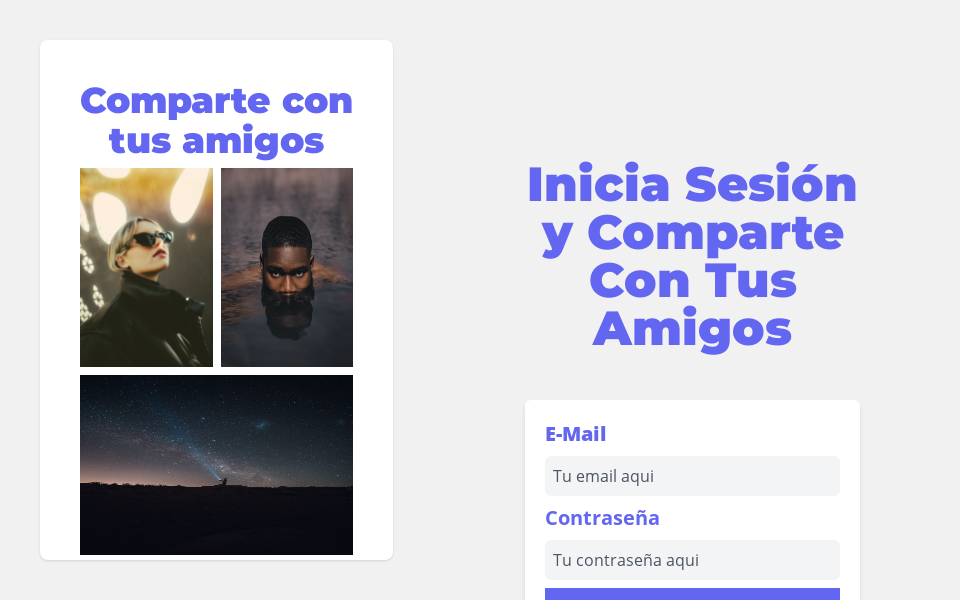 Comparte con
tus amigos
Inicia Sesión
y Comparte
Con Tus
Amigos
E-Mail
Tu email aqui
Contraseña
Tu contraseña aqui